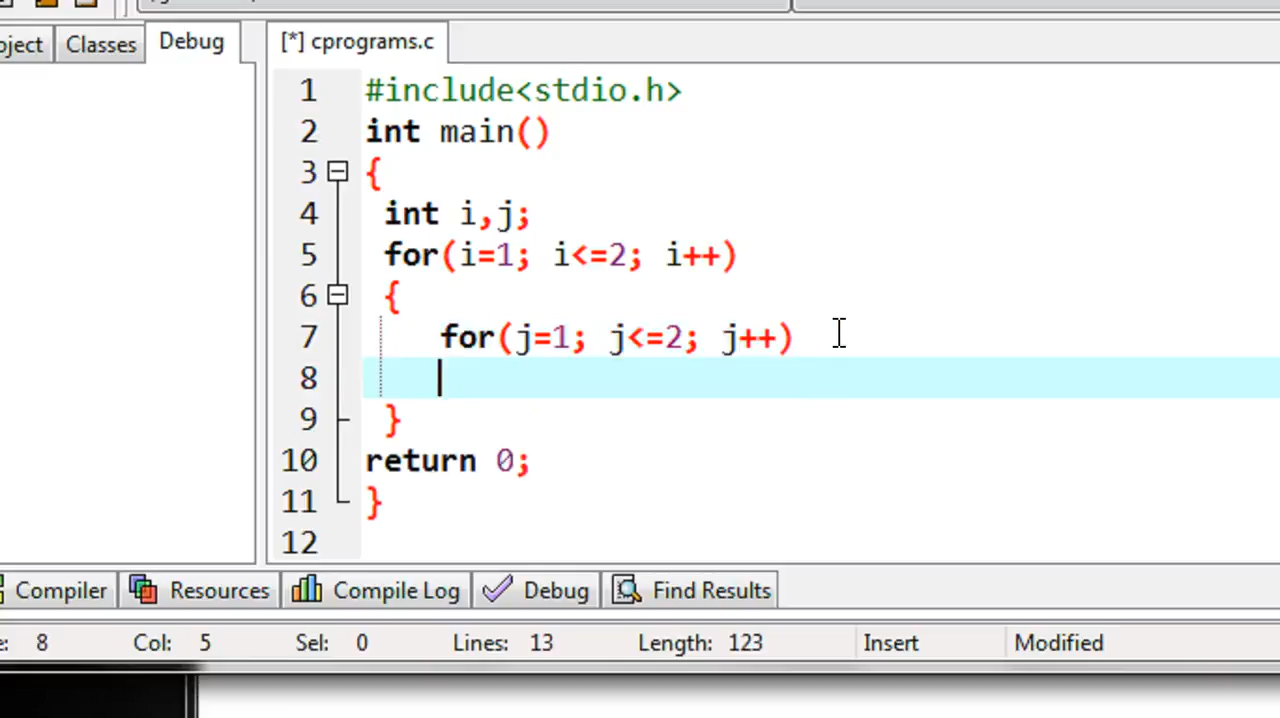 Classes Debug [*] cprograms.c
1 #include<stdio.h>
2 int main()
3 {
4 int i,j;
5 for(i=1; i<=2; i++)
6 {
7 for(j=1; j<=2; j++)
8
9 }
10 return 0;
11 }
12
Compiler Resources Compile Log Debug Find Results
8 Col: 5 Sel: 0 Lines: 13 Length: 123 Insert Modified